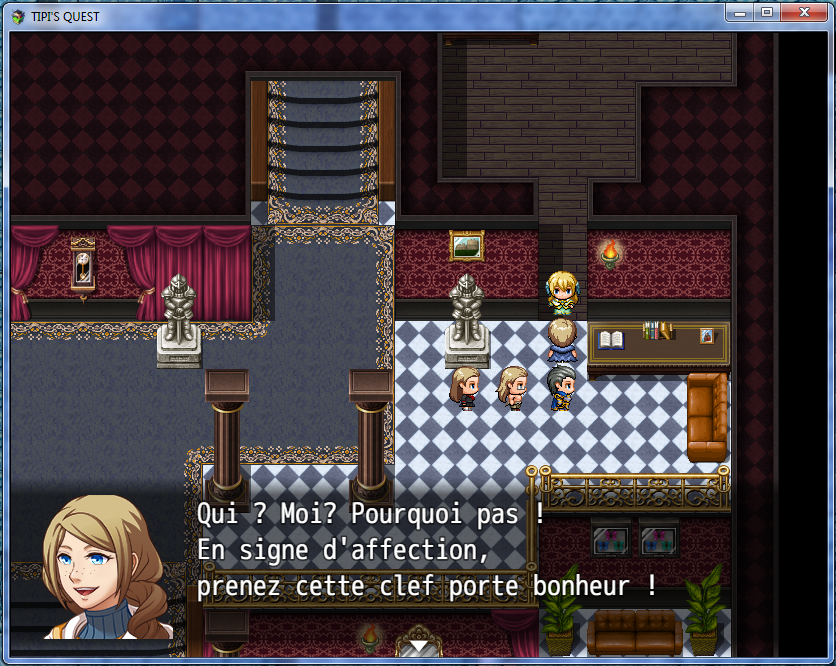 TIPI'S QUEST
Qui ? Moi? Pourquoi pas !
En signe d'affection,
prenez cette clef porte bonheur !